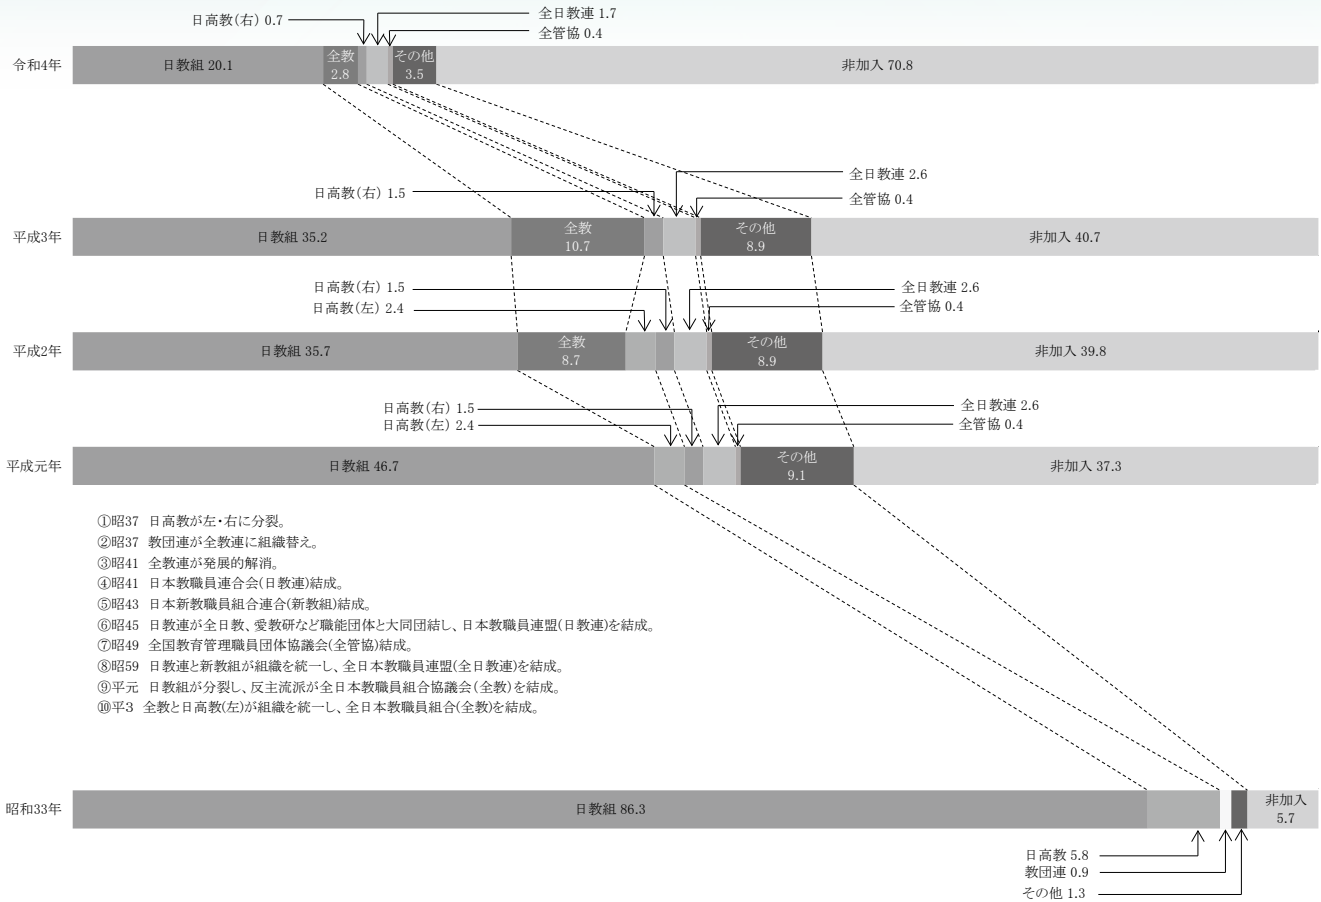 日高教(右) 0.7
全日教連 1.7
全管協 0.4
令和4年
日教組 20.1
全教
2.8
その他
3.5
非加入 70.8
日高教(右) 1.5
全日教連 2.6
全管協 0.4
平成3年
日教組 35.2
全教
10.7
その他
8.9
非加入 40.7
日高教(右) 1.5
日高教(左) 2.4
全日教連 2.6
全管協 0.4
平成2年
日教組 35.7
全教
8.7
その他
8.9
非加入 39.8
日高教(右) 1.5
日高教(左) 2.4
全日教連 2.6
全管協 0.4
平成元年
日教組 46.7
その他
9.1
非加入 37.3
①昭37 日高教が左・右に分裂。
②昭37 教団連が全教連に組織替え。
③昭41 全教連が発展的解消。
④昭41 日本教職員連合会(日教連)結成。
⑤昭43 日本新教職員組合連合(新教組)結成。
⑥昭45 日教連が全日教、愛教研など職能団体と大同団結し、日本教職員連盟(日教連)を結成。
⑦昭49 全国教育管理職員団体協議会(全管協)結成。
⑧昭59 日教連と新教組が組織を統一し、全日本教職員連盟(全日教連)を結成。
⑨平元 日教組が分裂し、反主流派が全日本教職員組合協議会(全教)を結成。
⑩平3 全教と日高教(左)が組織を統一し、全日本教職員組合(全教)を結成。
昭和33年
日教組 86.3
非加入
5.7
日高教 5.8
教団連 0.9
その他 1.3